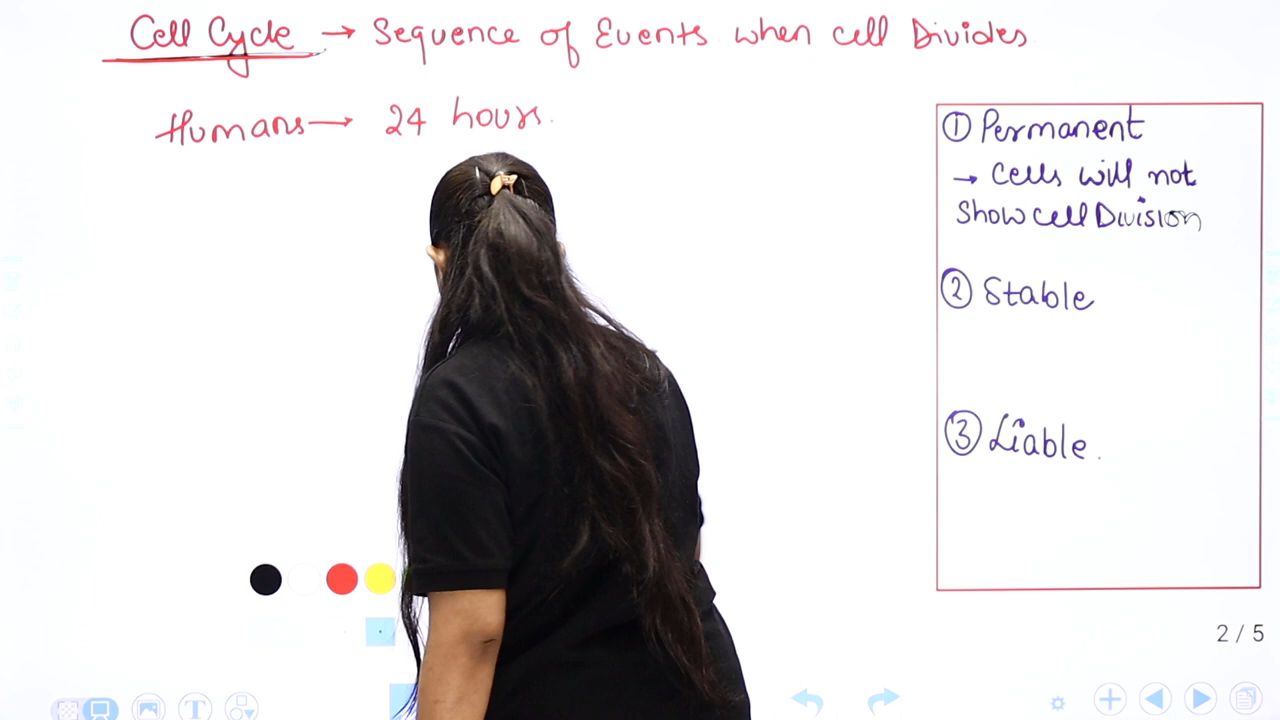 Cell Cycle → Sequence of Events when cell Divides
Humans → 24 hours.
① Permanent
→ Cells will not
Show cell Division
② Stable
③ Liable.
2 / 5
T